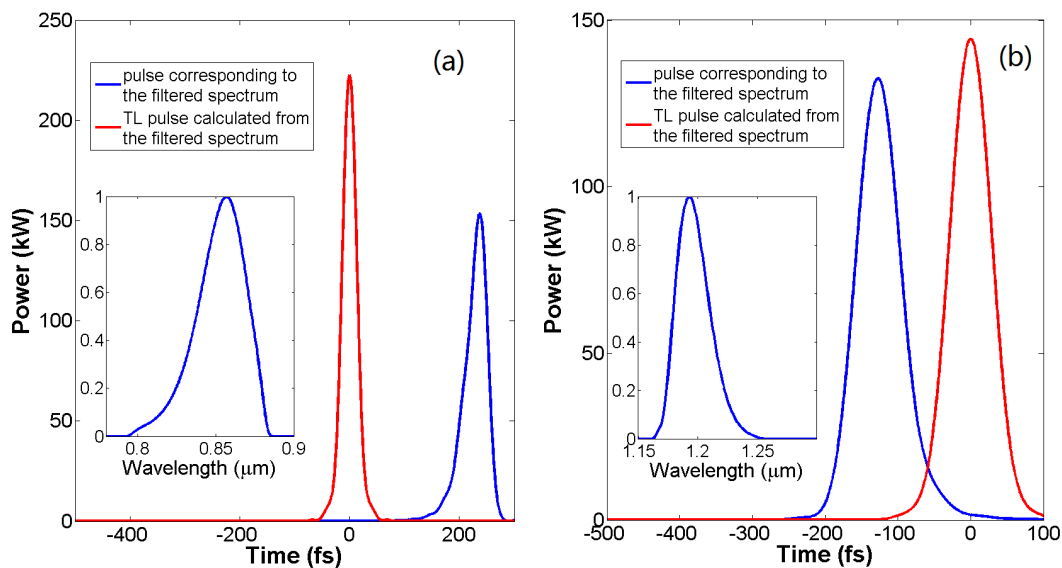 250
200
150
100
50
0
Power (kW)
(a)
pulse corresponding to
the filtered spectrum
TL pulse calculated from
the filtered spectrum
1
0.8
0.6
0.4
0.2
0
0.8
0.9
Wavelength (μm)
-400
-200
0
200
Time (fs)
150
100
50
0
Power (kW)
(b)
pulse corresponding to
the filtered spectrum
TL pulse calculated from
the filtered spectrum
1
0.8
0.6
0.4
0.2
0
1.15
1.2
1.25
Wavelength (μm)
-500
-400
-300
-200
-100
0
100
Time (fs)